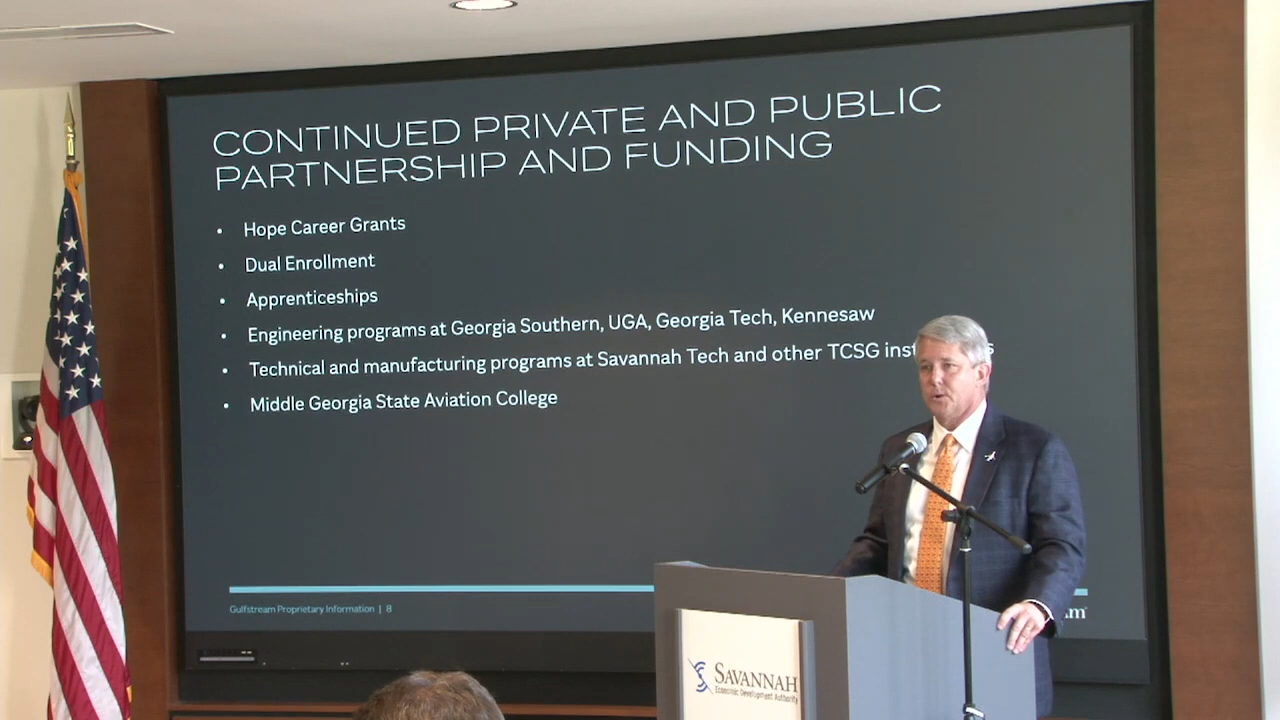 CONTINUED PRIVATE AND PUBLIC
PARTNERSHIP AND FUNDING
• Hope Career Grants
• Dual Enrollment
• Apprenticeships
• Engineering programs at Georgia Southern, UGA, Georgia Tech, Kennesaw
• Technical and manufacturing programs at Savannah Tech and other TCSG
• Middle Georgia State Aviation College
Gulfstream Proprietary Information | 8
SAVANNAH
Economic Development Authority